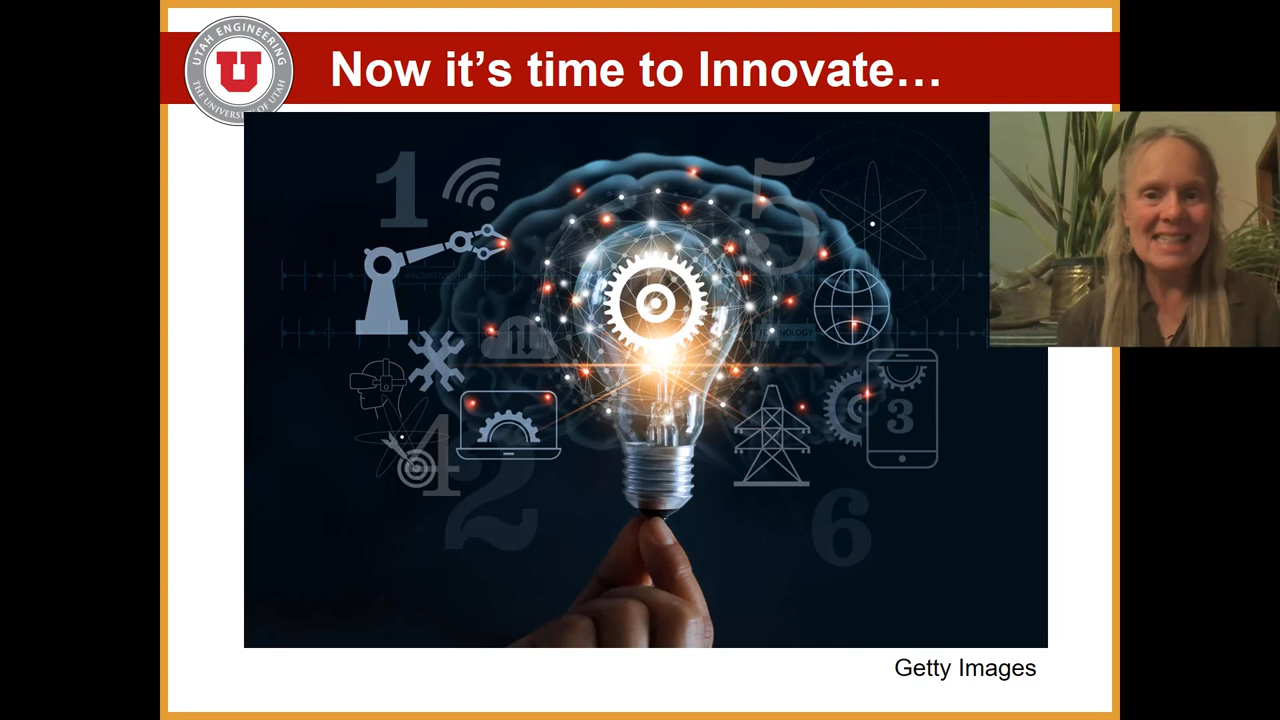 Now it's time to Innovate…
UTAH ENGINEERING
U
THE UNIVERSITY OF UTAH
1
5
3
4
2
6
Getty Images